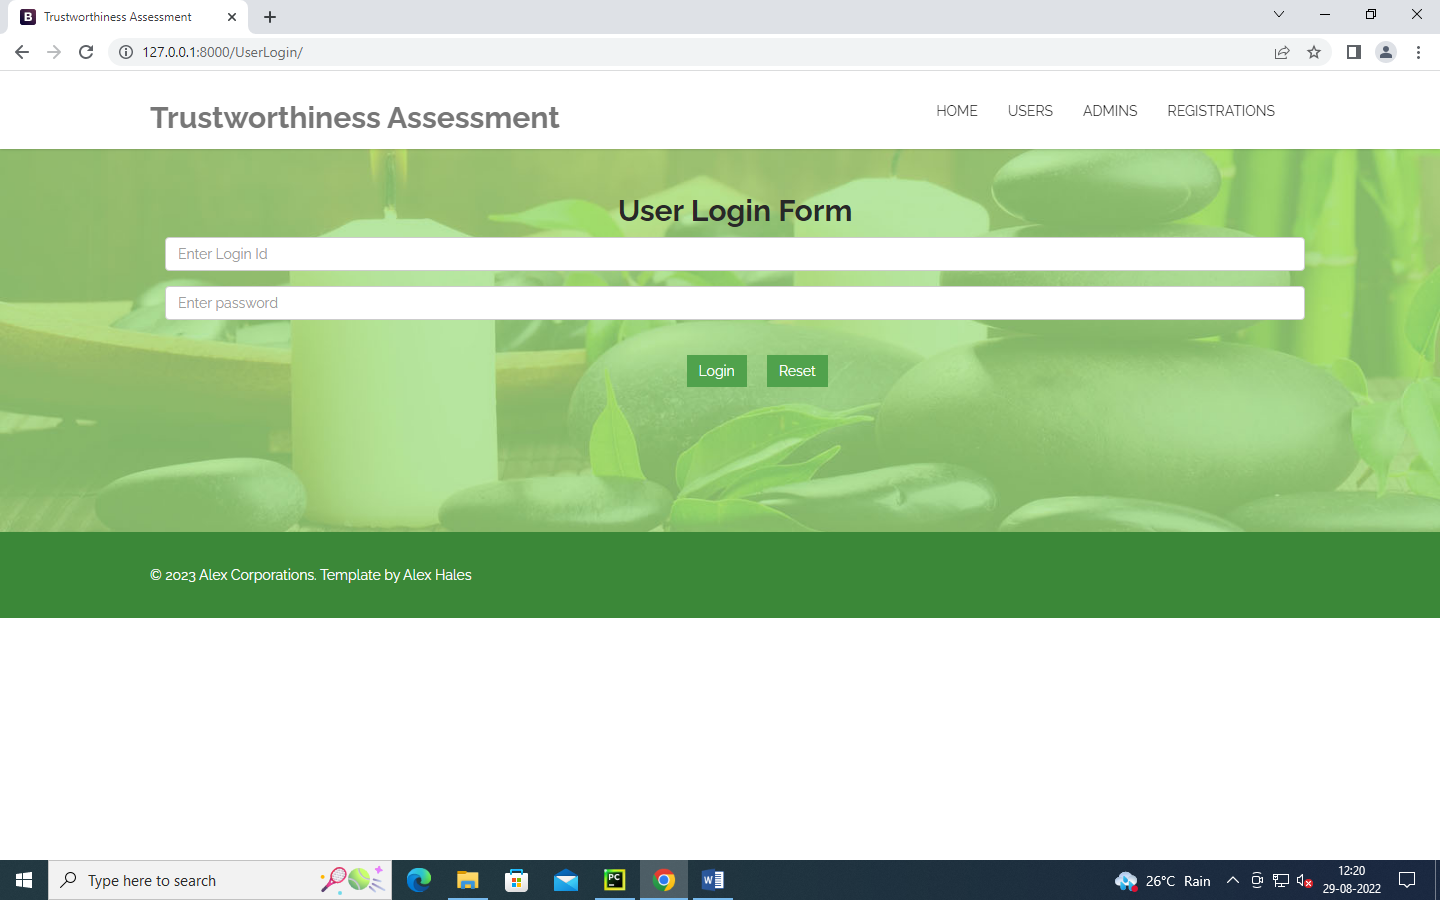 Trustworthiness Assessment
127.0.0.1:8000/UserLogin/
Trustworthiness Assessment
HOME USERS ADMINS REGISTRATIONS
User Login Form
Enter Login Id
Enter password
Login Reset
© 2023 Alex Corporations. Template by Alex Hales
Type here to search
26°C Rain
12:20
29-08-2022